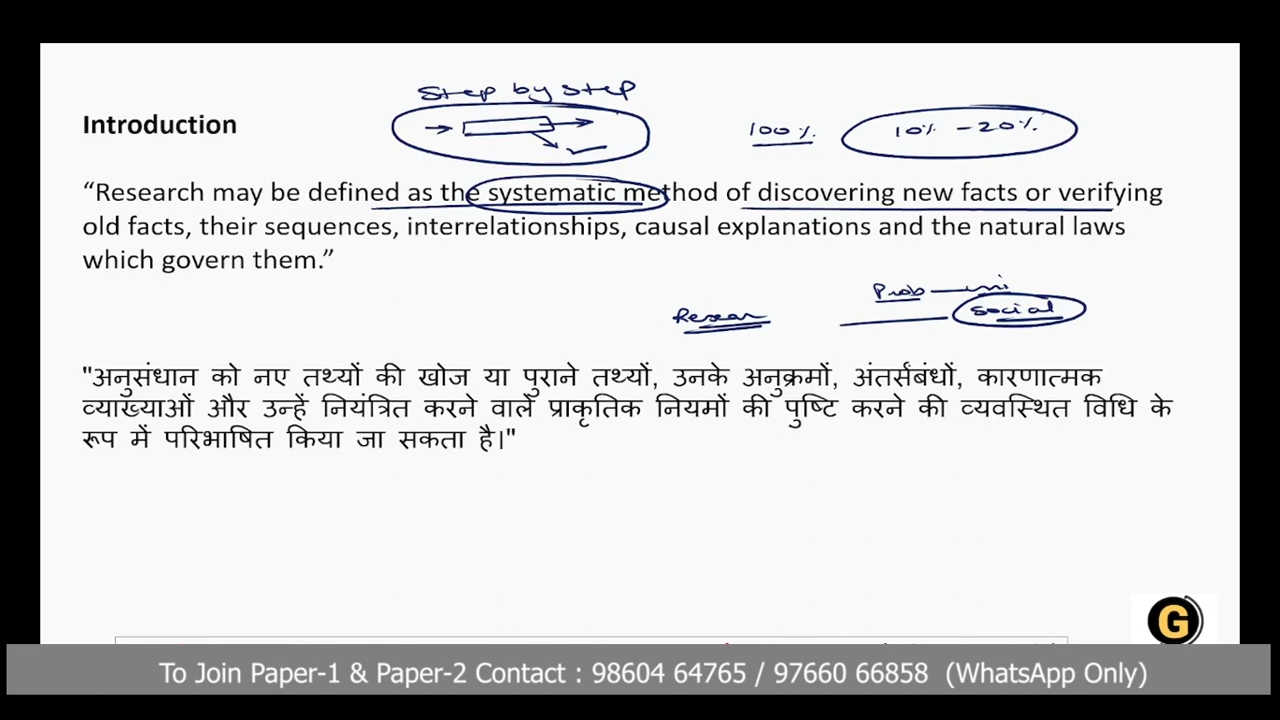 Step by step
Introduction
100% 10% - 20%
“Research may be defined as the systematic method of discovering new facts or verifying
old facts, their sequences, interrelationships, causal explanations and the natural laws
which govern them.”
Prob
Resear social
"अनुसंधान को नए तथ्यों की खोज या पुराने तथ्यों, उनके अनुक्रमों, अंतर्संबंधों, कारणात्मक
व्याख्याओं और उन्हें नियंत्रित करने वाले प्राकृतिक नियमों की पुष्टि करने की व्यवस्थित विधि के
रूप में परिभाषित किया जा सकता है।"
G
To Join Paper-1 & Paper-2 Contact : 98604 64765 / 97660 66858 (WhatsApp Only)